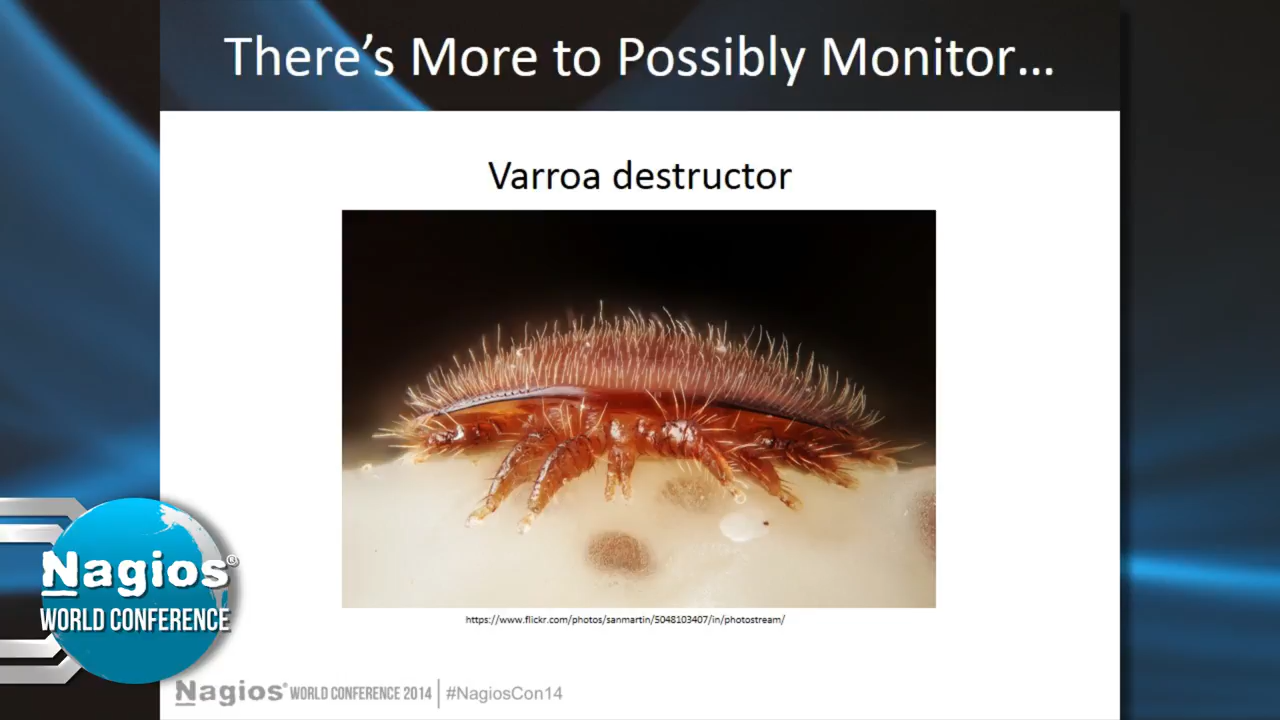 There's More to Possibly Monitor...
Varroa destructor
https://www.flickr.com/photos/sanmartin/5048103407/in/photostream/
Nagios®
WORLD CONFERENCE
Nagios® WORLD CONFERENCE 2014 | #NagiosCon14